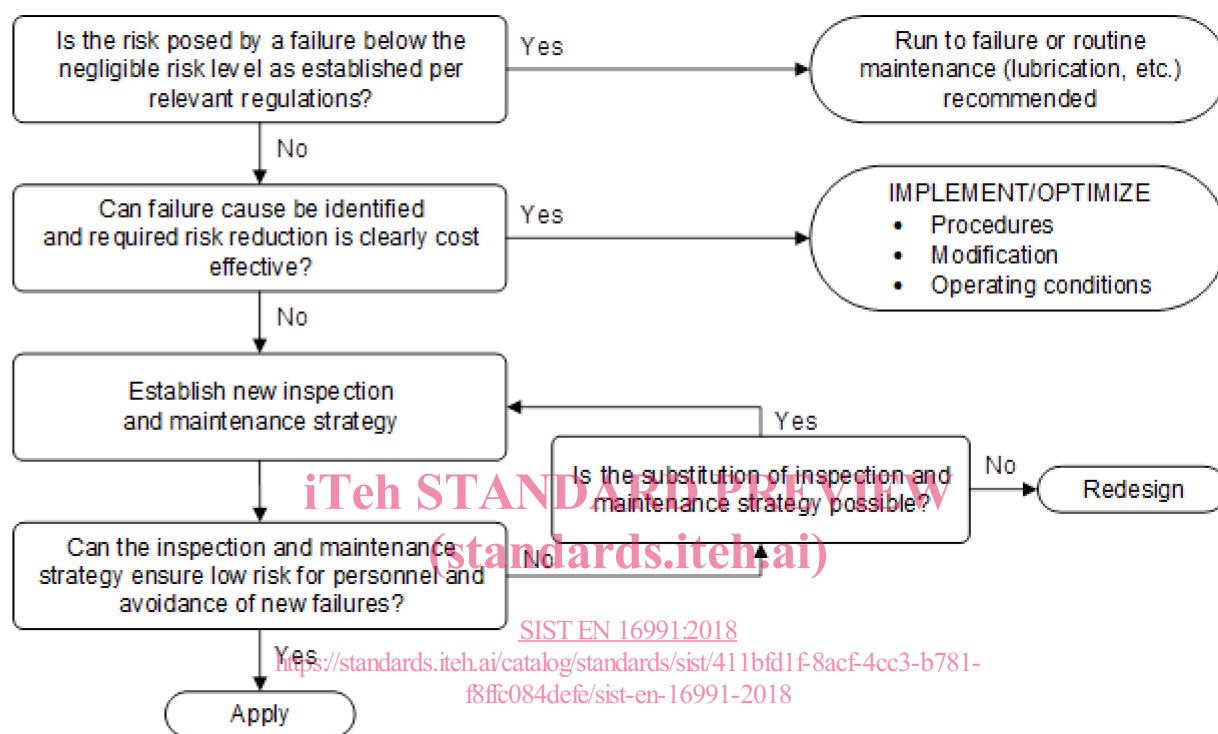 Is the risk posed by a failure below the
negligible risk level as established per
relevant regulations?
Yes
Run to failure or routine
maintenance (lubrication, etc.)
recommended
No
Can failure cause be identified
and required risk reduction is clearly cost
effective?
Yes
IMPLEMENT/OPTIMIZE
• Procedures
• Modification
• Operating conditions
No
Establish new inspection
and maintenance strategy
Yes
Is the substitution of inspection and
maintenance strategy possible?
No
Redesign
iTeh STANDARD PREVIEW
(standards.iteh.ai)
Can the inspection and maintenance
strategy ensure low risk for personnel and
avoidance of new failures?
No
SIST EN 16991:2018
https://standards.iteh.ai/catalog/standards/sist/411bfd1f-8acf-4cc3-b781-
f8ffc084defe/sist-en-16991-2018
Yes
Apply